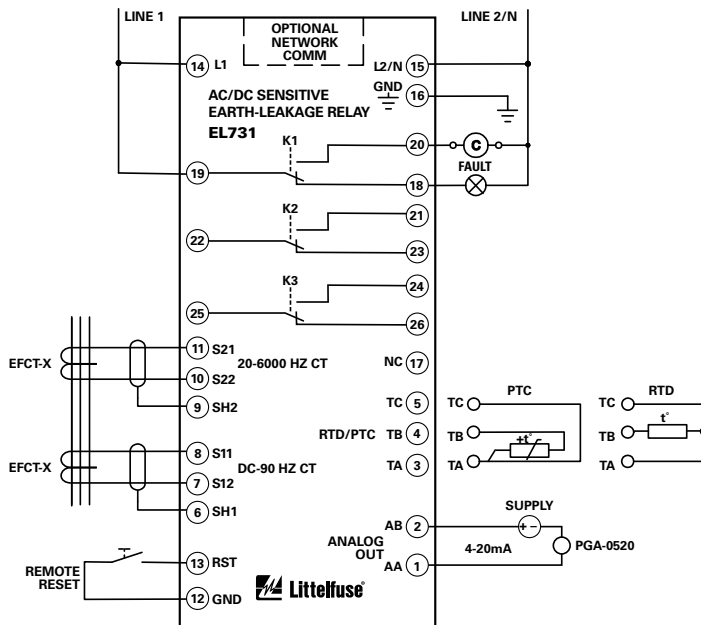 LINE 1
OPTIONAL
NETWORK
COMM
LINE 2/N
14 L1
L2/N 15
GND 16
AC/DC SENSITIVE
EARTH-LEAKAGE RELAY
EL731
K1
19
20
C
FAULT
18
K2
22
21
23
K3
25
24
26
EFCT-X
11 S21
10 S22
9 SH2
20-6000 HZ CT
NC 17
TC 5
RTD/PTC TB 4
TA 3
PTC
TC
TB
TA
+t°
RTD
TC
TB
TA
t°
EFCT-X
8 S11
7 S12
6 SH1
DC-90 HZ CT
AB 2
ANALOG
OUT
AA 1
SUPPLY
+ -
4-20mA
PGA-0520
REMOTE
RESET
13 RST
12 GND
Littelfuse®